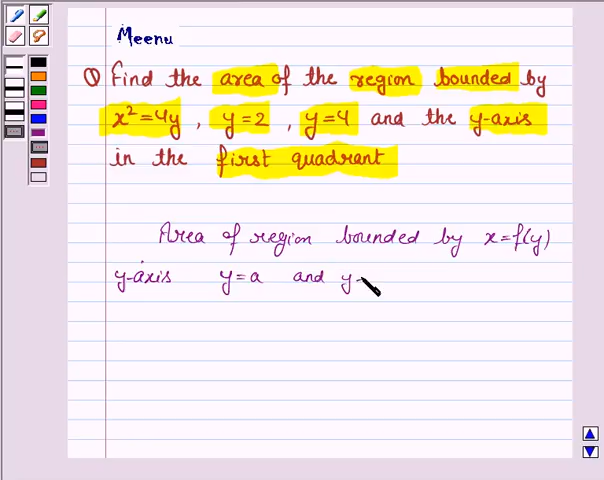 Meenu
Q Find the area of the region bounded by
x²=4y, y=2, y=4 and the y-axis
in the first quadrant
Area of region bounded by x=f(y)
y-axis y=a and y-